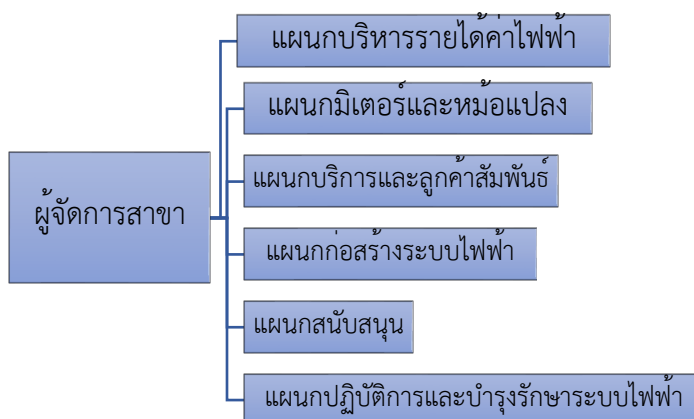 แผนกบริหารรายได้ค่าไฟฟ้า
แผนกมิเตอร์และหม้อแปลง
แผนกบริการและลูกค้าสัมพันธ์
ผู้จัดการสาขา
แผนกก่อสร้างระบบไฟฟ้า
แผนกสนับสนุน
แผนกปฏิบัติการและบำรุงรักษาระบบไฟฟ้า